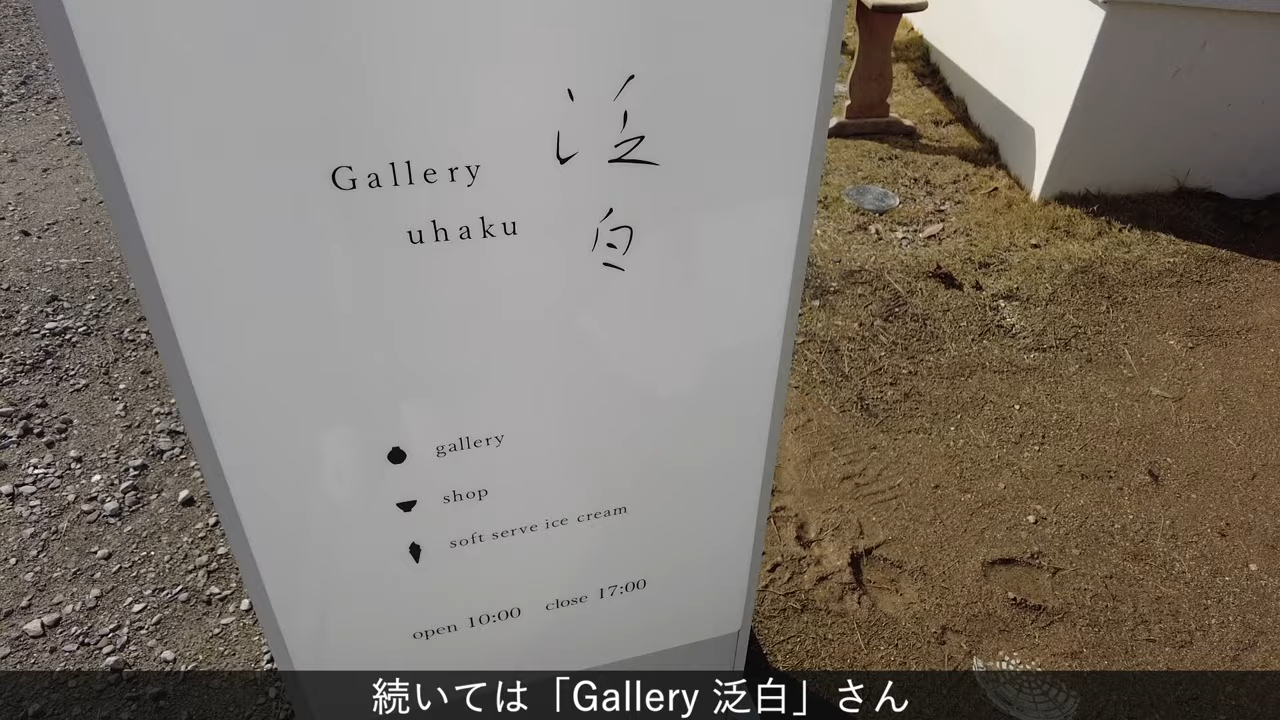 Gallery
uhaku
泛白
gallery
shop
soft serve ice cream
open 10:00 close 17:00
続いては「Gallery 泛白」さん